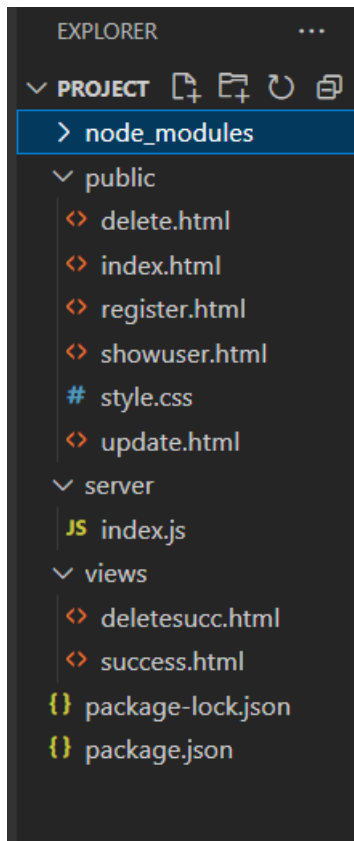 EXPLORER ...
PROJECT
node_modules
public
<> delete.html
<> index.html
<> register.html
<> showuser.html
# style.css
<> update.html
server
JS index.js
views
<> deletesucc.html
<> success.html
{} package-lock.json
{} package.json